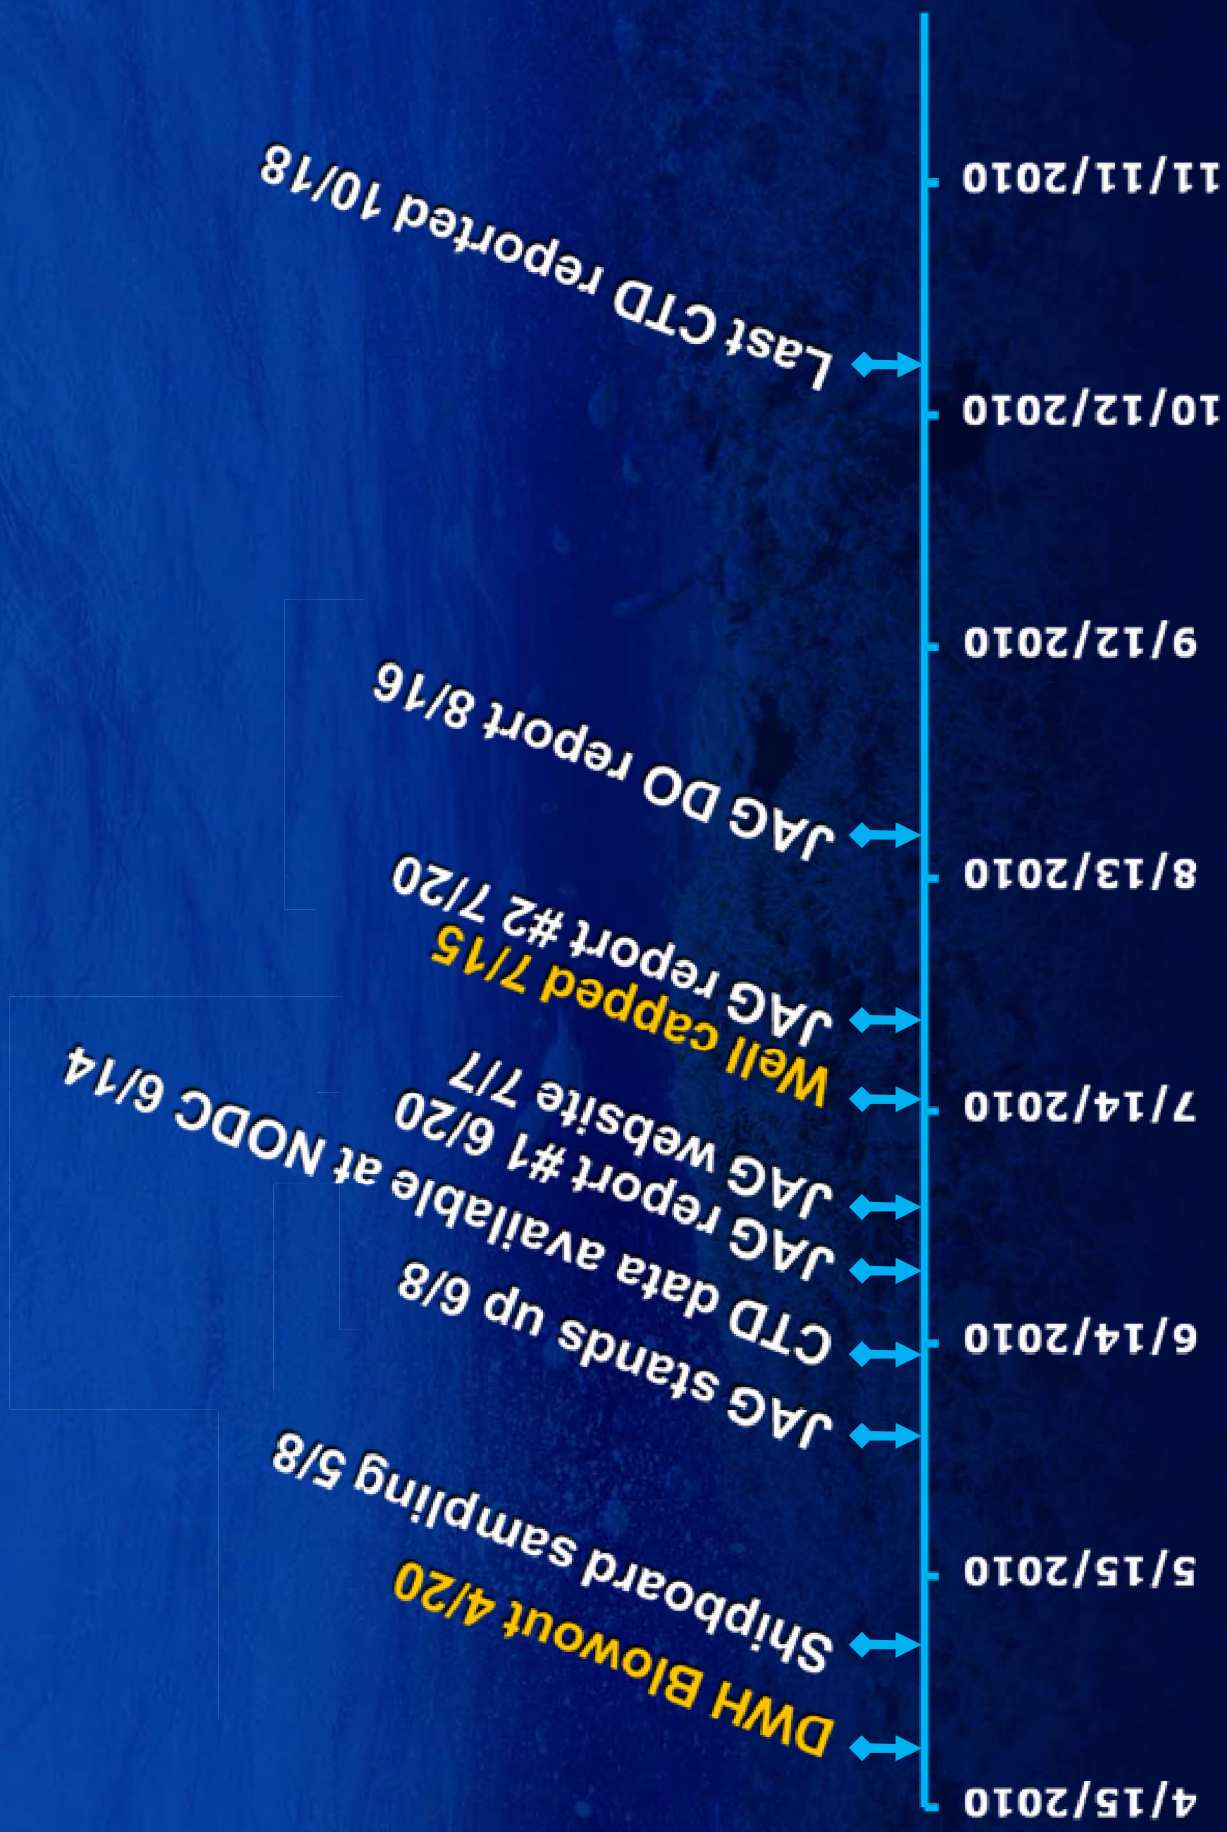 4/15/2010
5/15/2010
6/14/2010
7/14/2010
8/13/2010
9/12/2010
10/12/2010
11/11/2010
DWH Blowout 4/20
Shipboard sampling 5/8
JAG stands up 6/8
CTD data available at NODC 6/14
JAG report #1 6/20
JAG website 7/7
Well capped 7/15
JAG report #2 7/20
JAG DO report 8/16
Last CTD reported 10/18